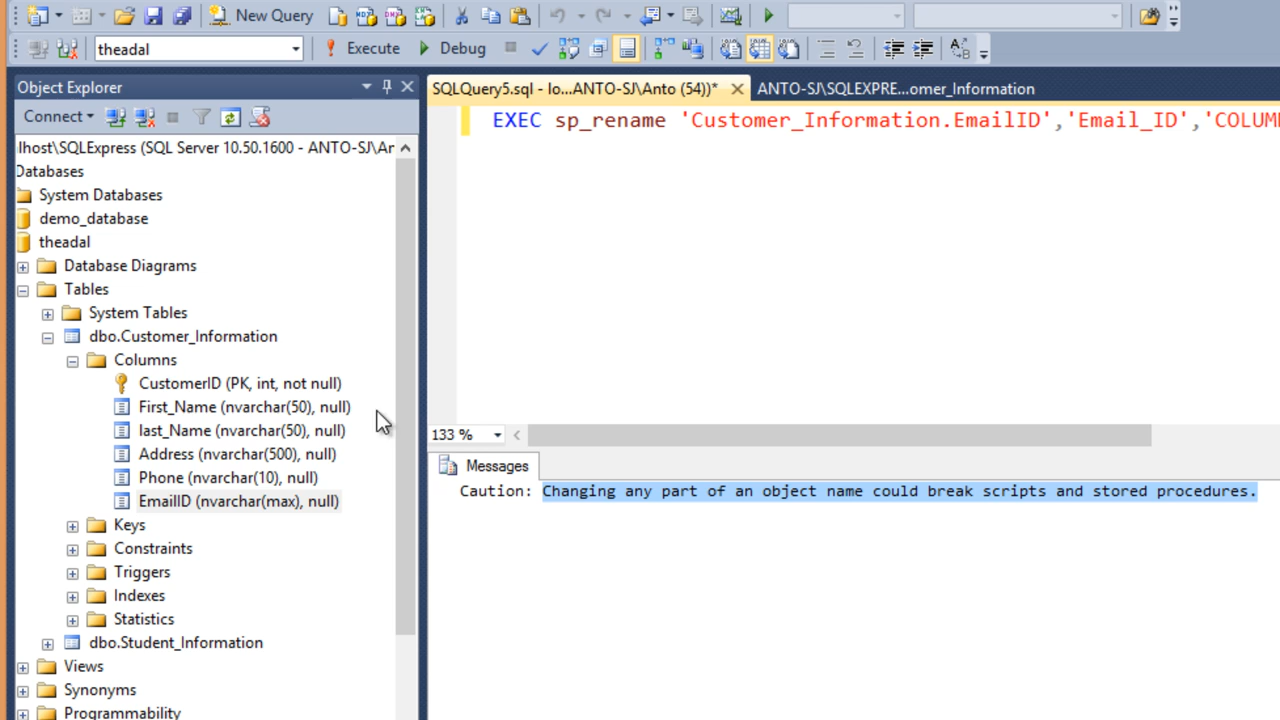 New Query
theadal
Execute
Debug
Object Explorer
Connect
lhost\SQLExpress (SQL Server 10.50.1600 - ANTO-SJ\Ar
Databases
System Databases
demo_database
theadal
Database Diagrams
Tables
System Tables
dbo.Customer_Information
Columns
CustomerID (PK, int, not null)
First_Name (nvarchar(50), null)
last_Name (nvarchar(50), null)
Address (nvarchar(500), null)
Phone (nvarchar(10), null)
EmailID (nvarchar(max), null)
Keys
Constraints
Triggers
Indexes
Statistics
dbo.Student_Information
Views
Synonyms
Programmability
SQLQuery5.sql - lo...ANTO-SJ\Anto (54))*
ANTO-SJ\SQLEXPRE...omer_Information
EXEC sp_rename 'Customer_Information.EmailID','Email_ID','COLUM
133 %
Messages
Caution: Changing any part of an object name could break scripts and stored procedures.